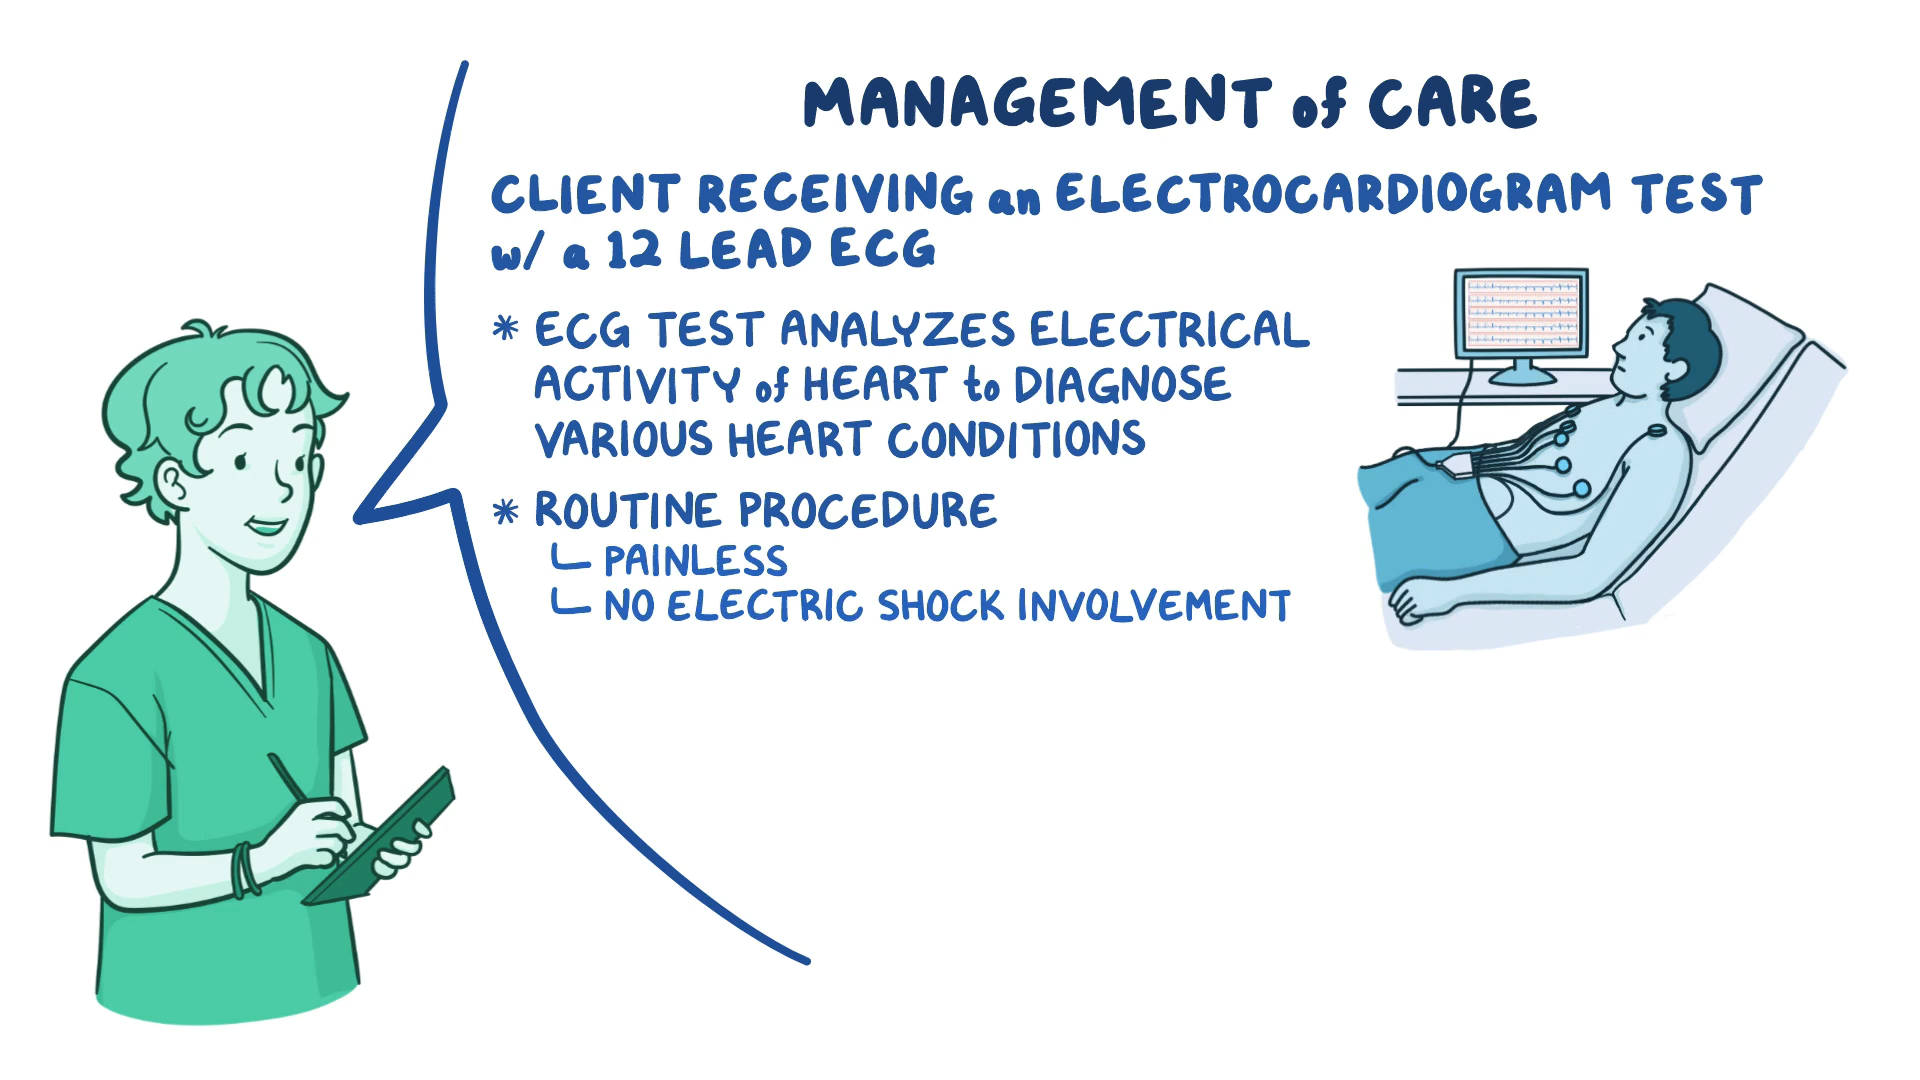 MANAGEMENT of CARE
CLIENT RECEIVING an ELECTROCARDIOGRAM TEST
w/ a 12 LEAD ECG
* ECG TEST ANALYZES ELECTRICAL
ACTIVITY of HEART to DIAGNOSE
VARIOUS HEART CONDITIONS
* ROUTINE PROCEDURE
PAINLESS
NO ELECTRIC SHOCK INVOLVEMENT